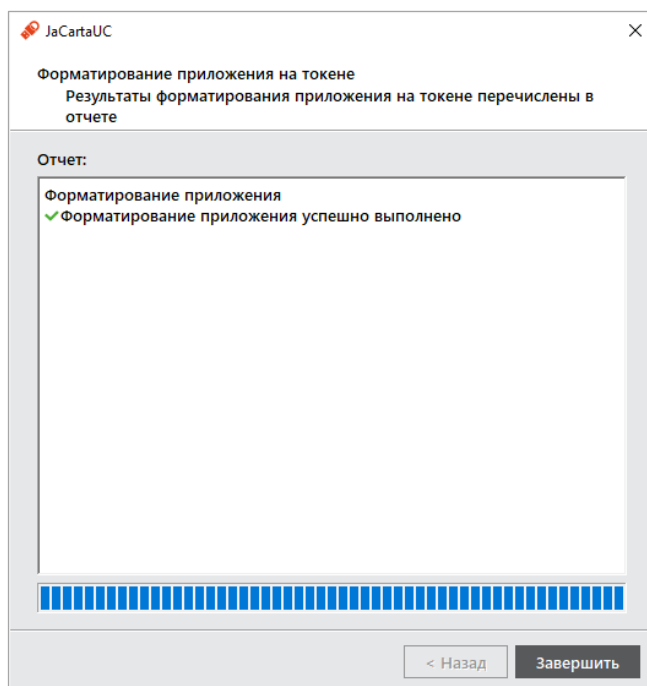 JaCartaUC
Форматирование приложения на токене
Результаты форматирования приложения на токене перечислены в
отчете
Отчет:
Форматирование приложения
Форматирование приложения успешно выполнено
< Назад
Завершить